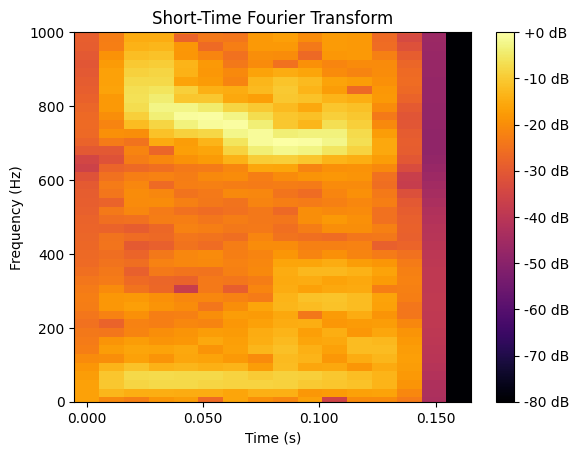 Short-Time Fourier Transform
Frequency (Hz)
1000
800
600
400
200
0
0.000
0.050
0.100
0.150
Time (s)
+0 dB
-10 dB
-20 dB
-30 dB
-40 dB
-50 dB
-60 dB
-70 dB
-80 dB